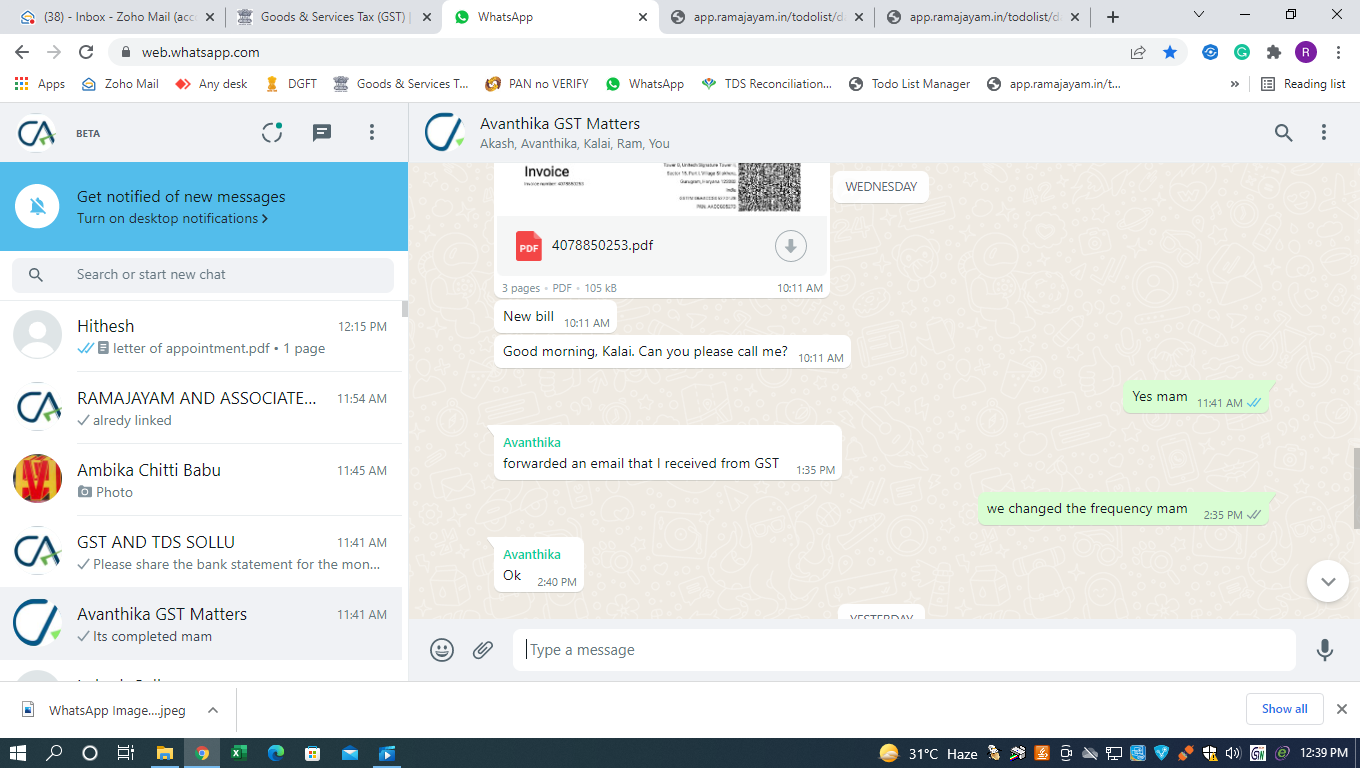 (38) - Inbox - Zoho Mail (acc
Goods & Services Tax (GST) |
WhatsApp
app.ramajayam.in/todolist/d
app.ramajayam.in/todolist/d
web.whatsapp.com
R
Apps
Zoho Mail
Any desk
DGFT
Goods & Services T...
PAN no VERIFY
WhatsApp
TDS Reconciliation...
Todo List Manager
app.ramajayam.in/t...
»
Reading list
CA
BETA
Get notified of new messages
Turn on desktop notifications
Search or start new chat
Hithesh
12:15 PM
letter of appointment.pdf • 1 page
RAMAJAYAM AND ASSOCIATE...
11:54 AM
alredy linked
Ambika Chitti Babu
11:45 AM
Photo
GST AND TDS SOLLU
11:41 AM
Please share the bank statement for the mon...
Avanthika GST Matters
11:41 AM
Its completed mam
Avanthika GST Matters
Akash, Avanthika, Kalai, Ram, You
WEDNESDAY
Invoice
Invoice number: 4078850253
Gurugram, Haryana 122002
India
PDF
4078850253.pdf
3 pages • PDF • 105 kB
10:11 AM
New bill
10:11 AM
Good morning, Kalai. Can you please call me?
10:11 AM
Yes mam
11:41 AM
Avanthika
forwarded an email that I received from GST
1:35 PM
we changed the frequency mam
2:35 PM
Avanthika
Ok
2:40 PM
YESTERDAY
Type a message
WhatsApp Image....jpeg
Show all
31°C Haze
12:39 PM